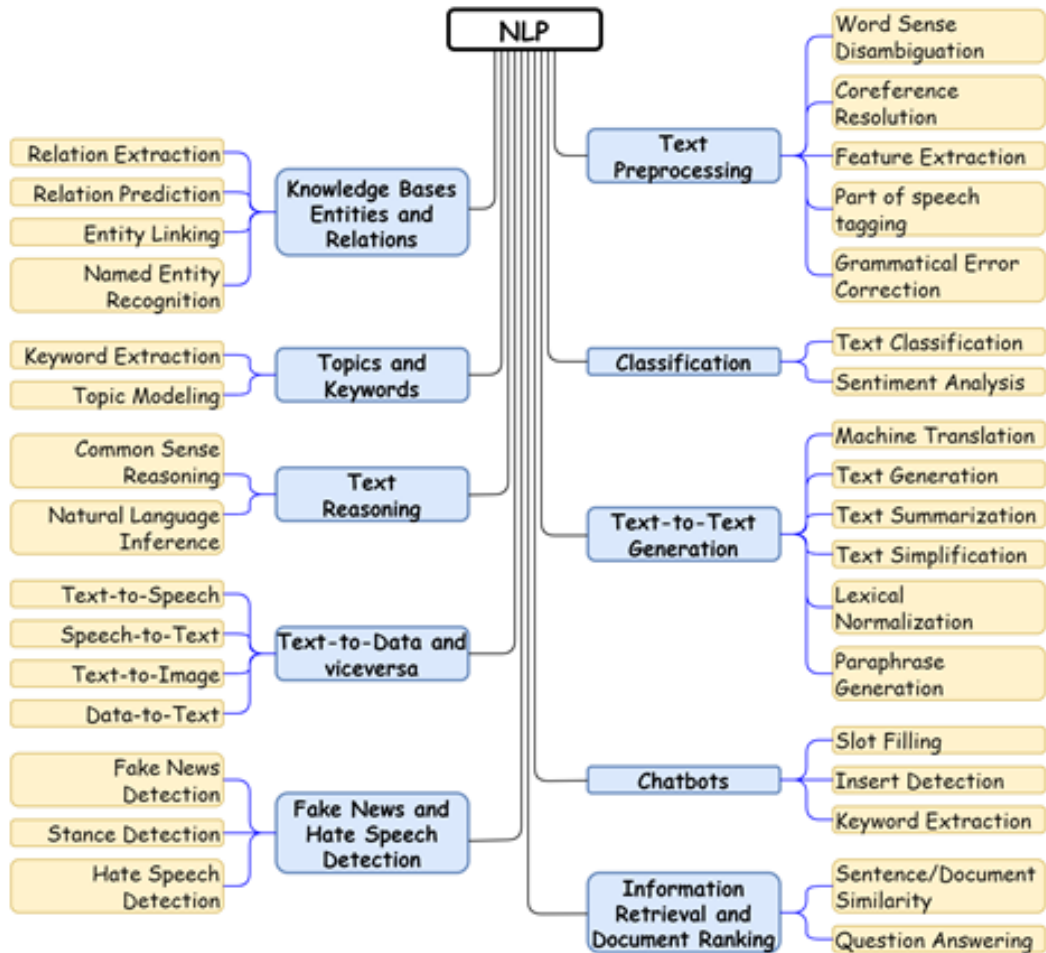 NLP
Relation Extraction
Relation Prediction
Entity Linking
Named Entity
Recognition
Knowledge Bases
Entities and
Relations
Keyword Extraction
Topic Modeling
Topics and
Keywords
Common Sense
Reasoning
Natural Language
Inference
Text
Reasoning
Text-to-Speech
Speech-to-Text
Text-to-Image
Data-to-Text
Text-to-Data and
viceversa
Fake News
Detection
Stance Detection
Hate Speech
Detection
Fake News and
Hate Speech
Detection
Text
Preprocessing
Word Sense
Disambiguation
Coreference
Resolution
Feature Extraction
Part of speech
tagging
Grammatical Error
Correction
Classification
Text Classification
Sentiment Analysis
Text-to-Text
Generation
Machine Translation
Text Generation
Text Summarization
Text Simplification
Lexical
Normalization
Paraphrase
Generation
Chatbots
Slot Filling
Insert Detection
Keyword Extraction
Information
Retrieval and
Document Ranking
Sentence/Document
Similarity
Question Answering